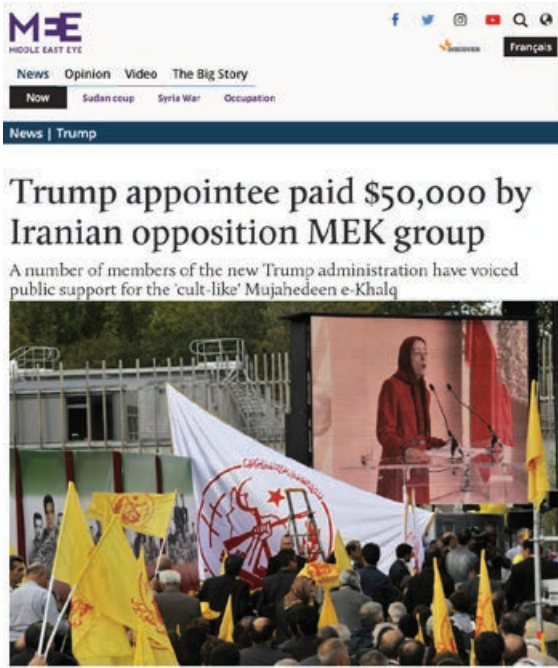 MEE
MIDDLE EAST EYE
DISCOVER
Français
News Opinion Video The Big Story
Now Sudan coup Syria War Occupation
News | Trump
Trump appointee paid $50,000 by
Iranian opposition MEK group
A number of members of the new Trump administration have voiced
public support for the 'cult-like' Mujahedeen e-Khalq